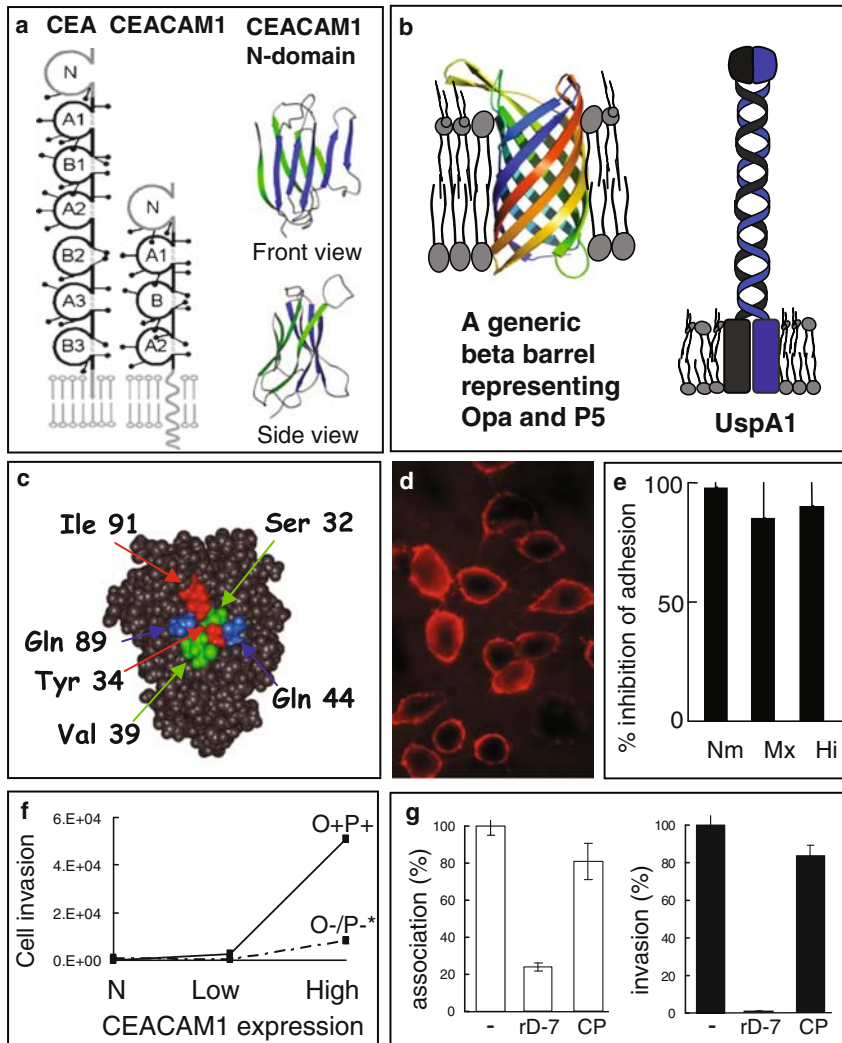 a CEA CEACAM1 CEACAM1
N-domain
N
A1
B1
A2
B2
A3
B3
N
A1
B
A2
Front view
Side view
b
A generic
beta barrel
representing
Opa and P5
UspA1
c
Ile 91
Ser 32
Gln 89
Tyr 34
Gln 44
Val 39
d
e
% inhibition of adhesion
100
50
0
Nm Mx Hi
f
Cell invasion
6.E+04
4.E+04
2.E+04
0.E+00
O+P+
O-/P-*
N Low High
CEACAM1 expression
g
association (%)
100
80
60
40
20
0
- rD-7 CP
invasion (%)
100
80
60
40
20
0
- rD-7 CP